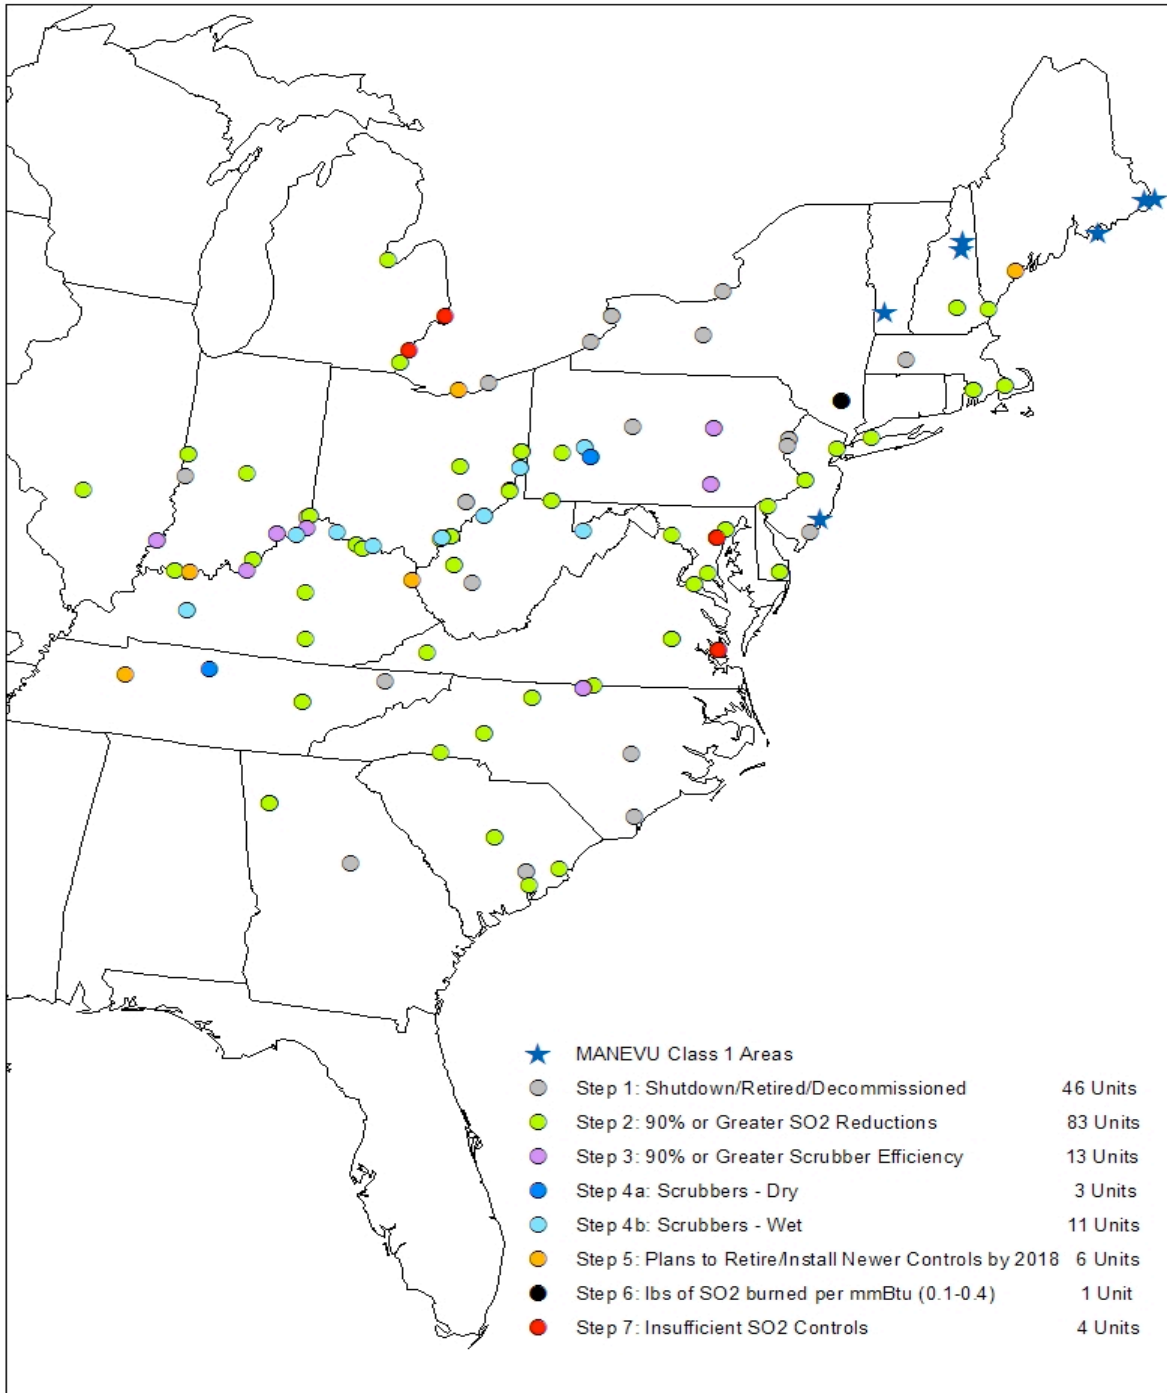 MANEVU Class 1 Areas
Step 1: Shutdown/Retired/Decommissioned 46 Units
Step 2: 90% or Greater SO2 Reductions 83 Units
Step 3: 90% or Greater Scrubber Efficiency 13 Units
Step 4a: Scrubbers - Dry 3 Units
Step 4b: Scrubbers - Wet 11 Units
Step 5: Plans to Retire/Install Newer Controls by 2018 6 Units
Step 6: lbs of SO2 burned per mmBtu (0.1-0.4) 1 Unit
Step 7: Insufficient SO2 Controls 4 Units